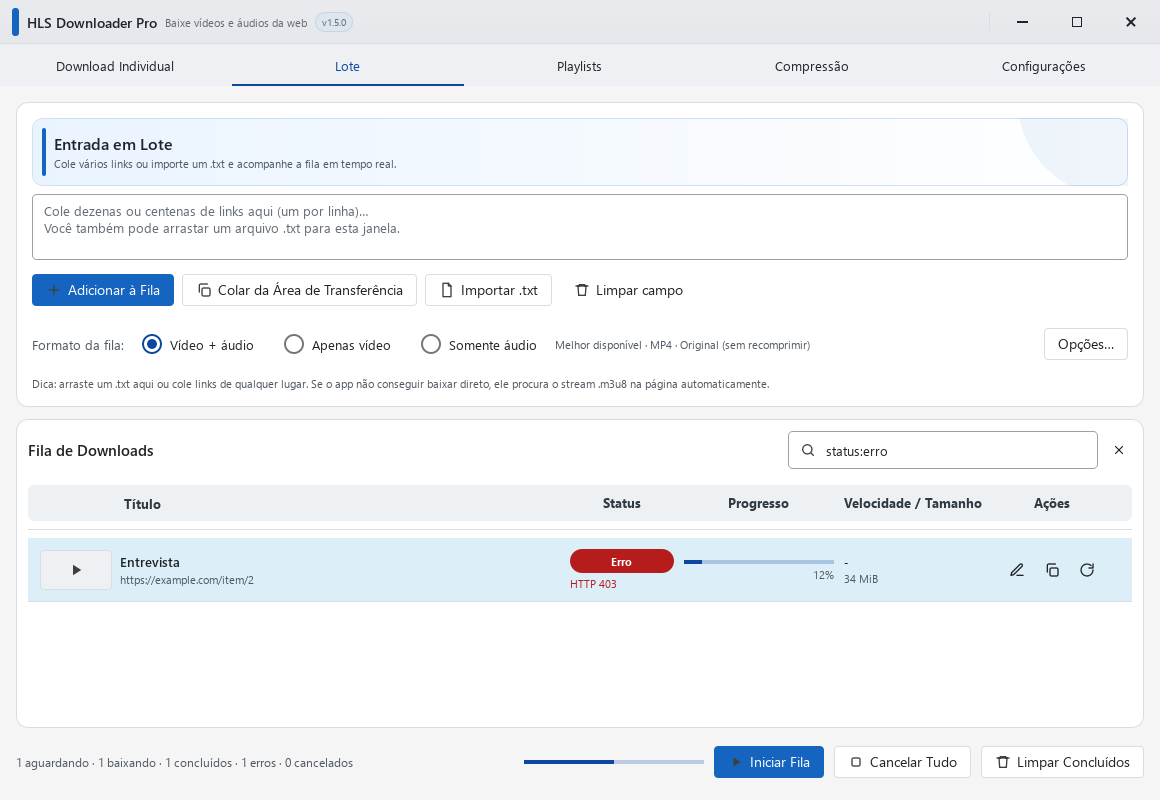 HLS Downloader Pro Baixe vídeos e áudios da web v1.5.0
Download Individual Lote Playlists Compressão Configurações
Entrada em Lote
Cole vários links ou importe um .txt e acompanhe a fila em tempo real.
Cole dezenas ou centenas de links aqui (um por linha)...
Você também pode arrastar um arquivo .txt para esta janela.
Adicionar à Fila Colar da Área de Transferência Importar .txt Limpar campo
Formato da fila: Vídeo + áudio Apenas vídeo Somente áudio Melhor disponível · MP4 · Original (sem recomprimir) Opções...
Dica: arraste um .txt aqui ou cole links de qualquer lugar. Se o app não conseguir baixar direto, ele procura o stream .m3u8 na página automaticamente.
Fila de Downloads status:erro
Título Status Progresso Velocidade / Tamanho Ações
Entrevista Erro -
https://example.com/item/2 HTTP 403 12% 34 MiB
1 aguardando · 1 baixando · 1 concluídos · 1 erros · 0 cancelados Iniciar Fila Cancelar Tudo Limpar Concluídos